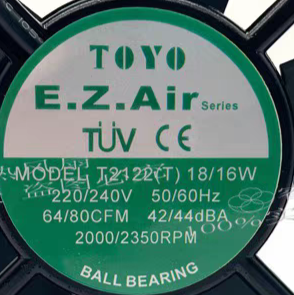 TOYO
E.Z.Air Series
TÜV CE
MODEL T2122(T) 18/16W
220/240V 50/60Hz
64/80CFM 42/44dBA
2000/2350RPM
BALL BEARING
100%